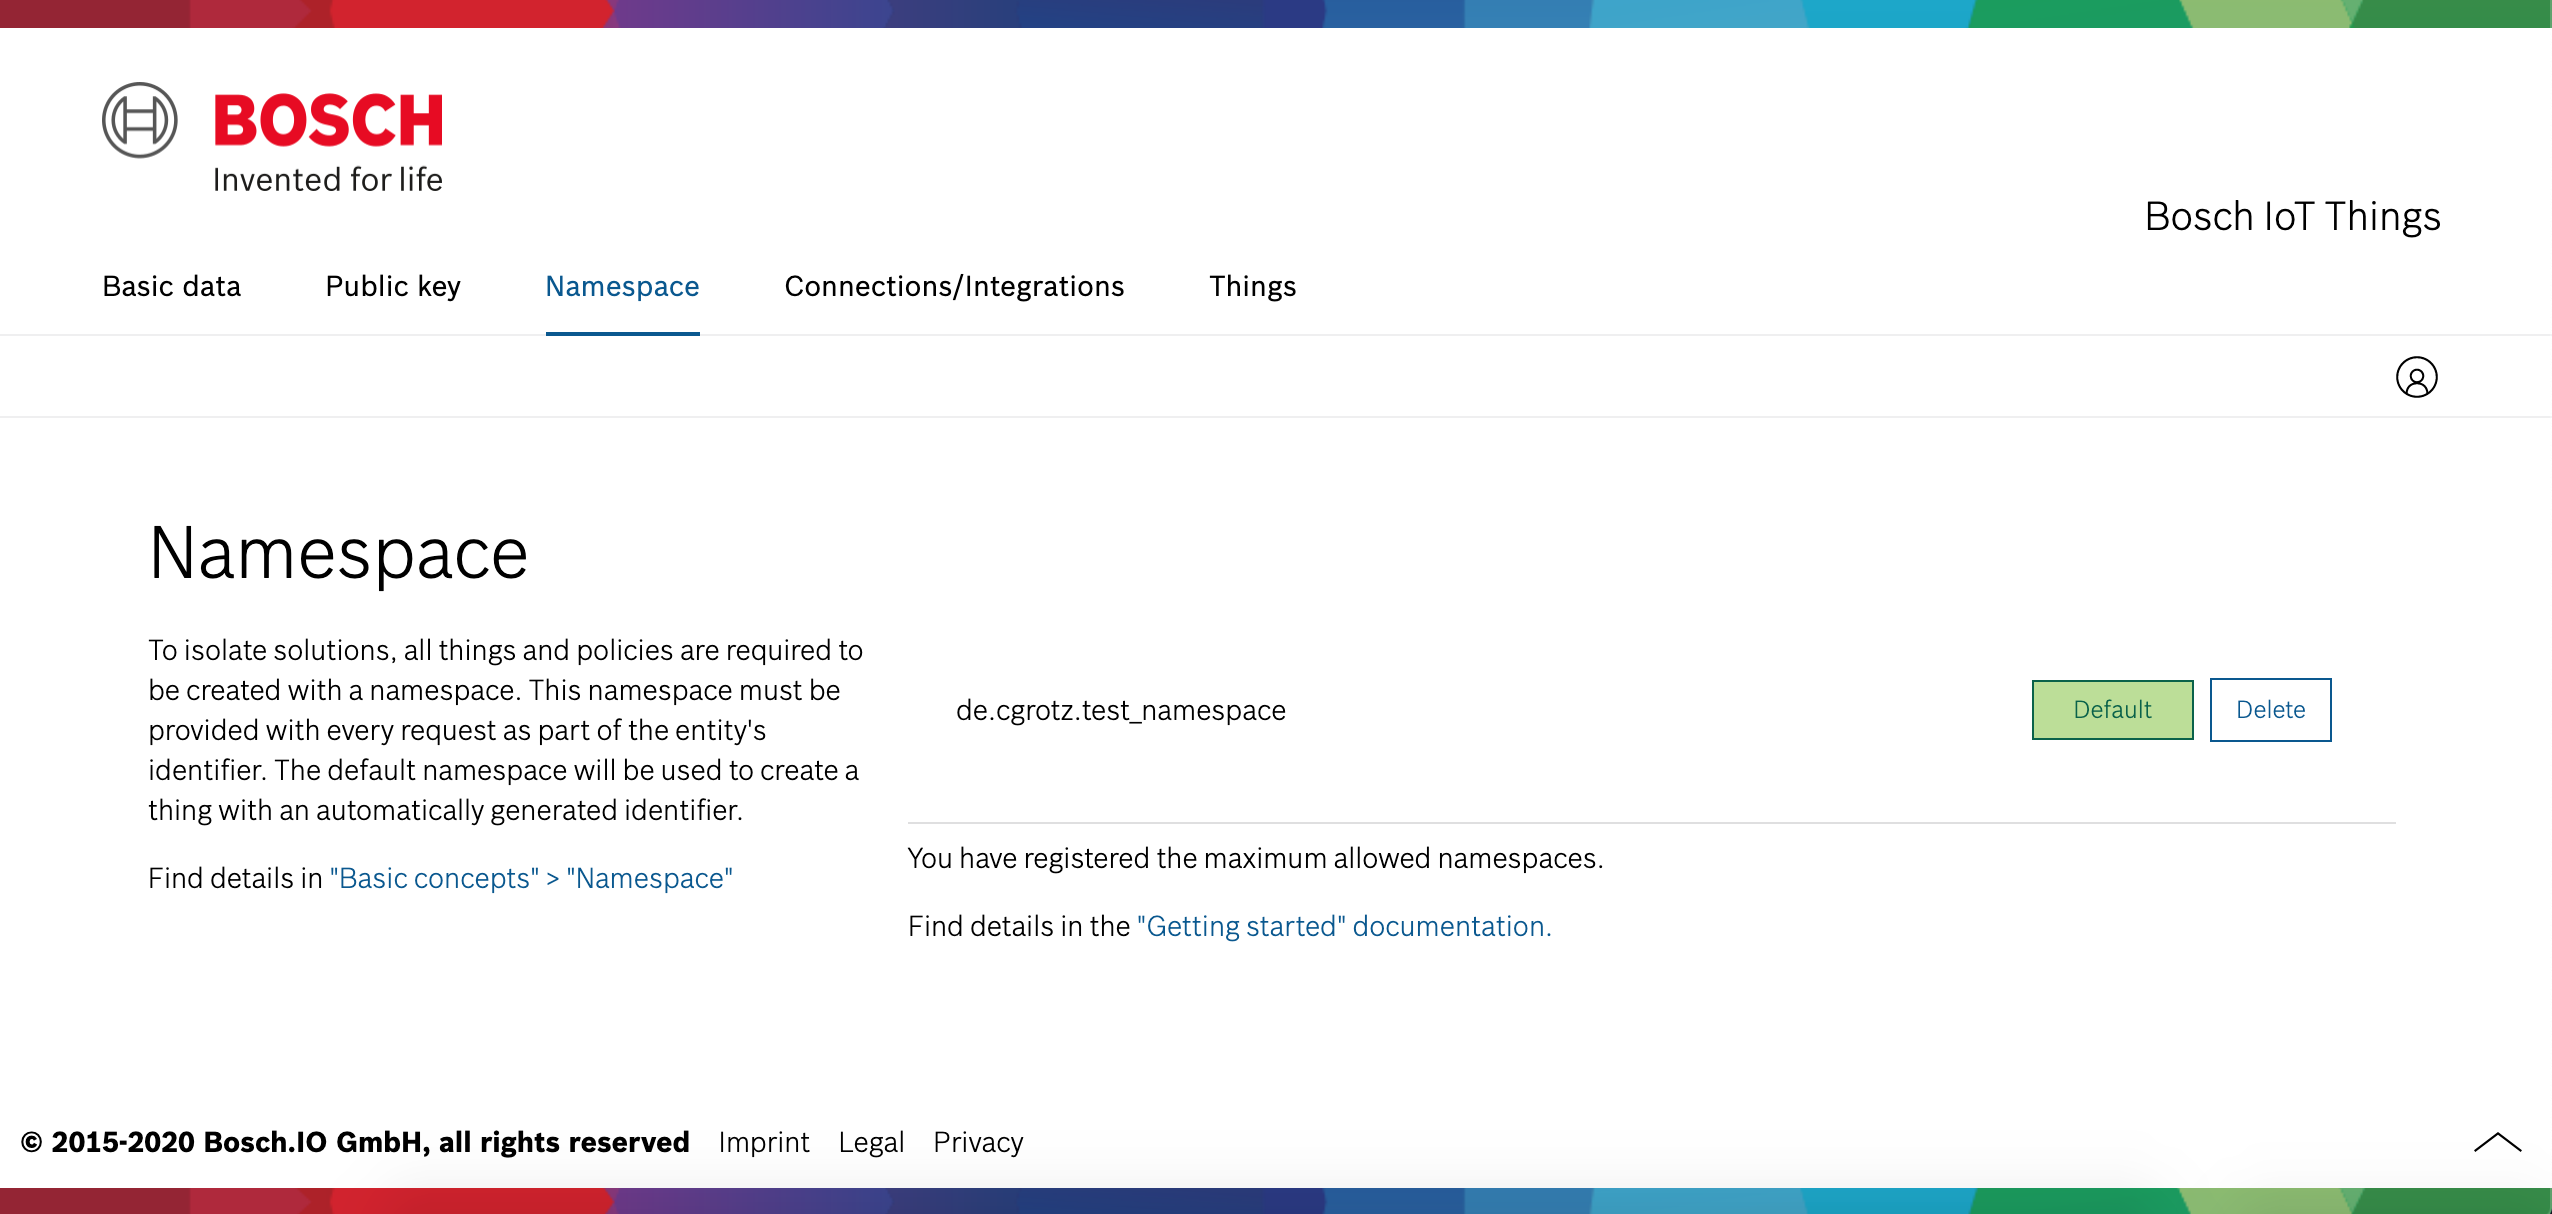 BOSCH
Invented for life
Bosch IoT Things
Basic data Public key Namespace Connections/Integrations Things
Namespace
To isolate solutions, all things and policies are required to
be created with a namespace. This namespace must be
provided with every request as part of the entity's
identifier. The default namespace will be used to create a
thing with an automatically generated identifier.
Find details in "Basic concepts" > "Namespace"
de.cgrotz.test_namespace Default Delete
You have registered the maximum allowed namespaces.
Find details in the "Getting started" documentation.
© 2015-2020 Bosch.IO GmbH, all rights reserved Imprint Legal Privacy